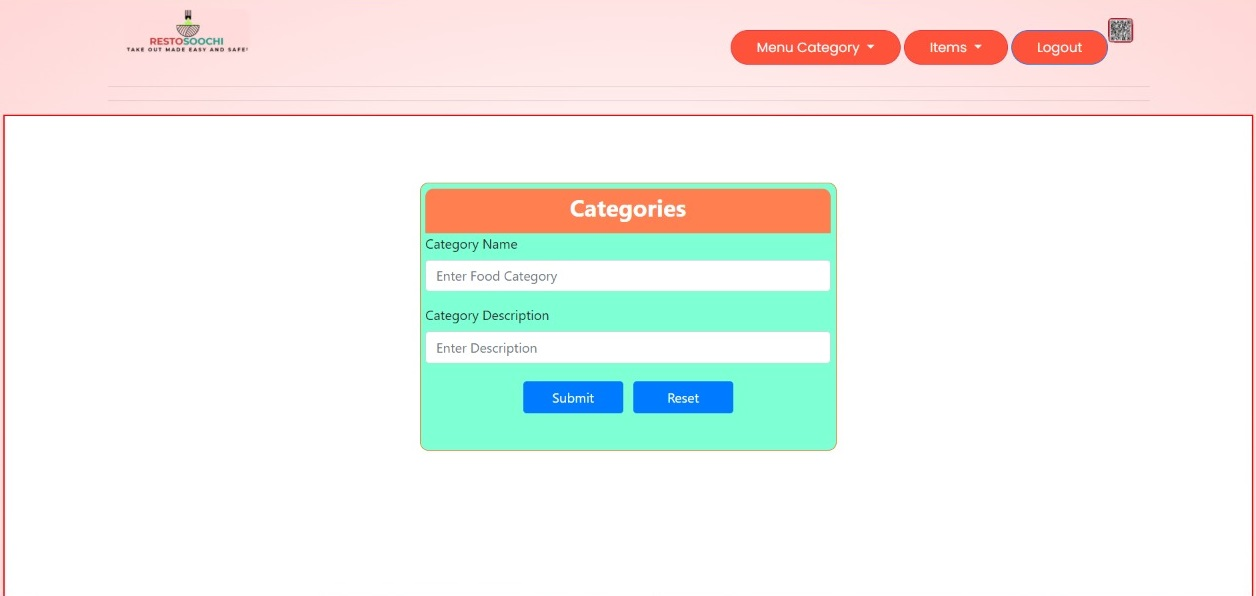 RESTOSOOCHI
TAKE OUT MADE EASY AND SAFE!
Menu Category
Items
Logout
Categories
Category Name
Enter Food Category
Category Description
Enter Description
Submit
Reset